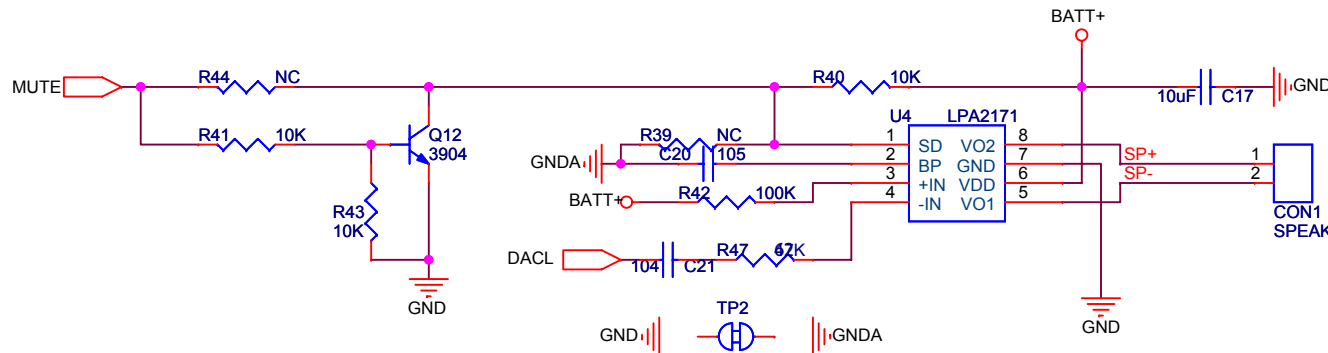 BATT+
MUTE
R44 NC
R40 10K
10uF C17
GND
R41 10K
Q12
3904
R39 NC
C20 105
GNDA
U4 LPA2171
1 SD VO2 8
2 BP GND 7
3 +IN VDD 6
4 -IN VO1 5
SP+
SP-
1
2
CON1
SPEAK
BATT+
R42 100K
R43
10K
DACL
104 C21
R47
GND
GND
TP2
GND
GNDA